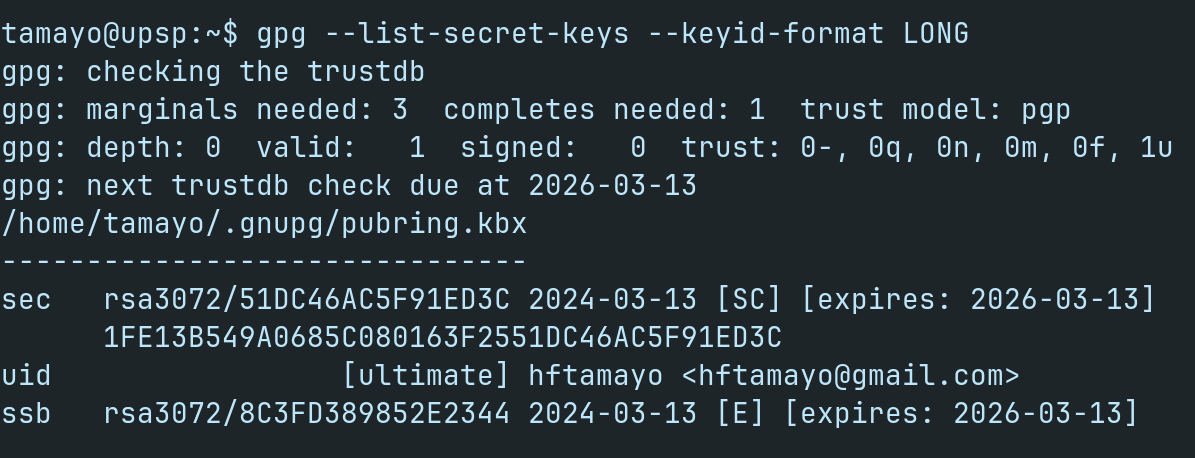 tamayo@upsp:~$ gpg --list-secret-keys --keyid-format LONG
gpg: checking the trustdb
gpg: marginals needed: 3  completes needed: 1  trust model: pgp
gpg: depth: 0  valid:   1  signed:   0  trust: 0-, 0q, 0n, 0m, 0f, 1u
gpg: next trustdb check due at 2026-03-13
/home/tamayo/.gnupg/pubring.kbx
-------------------------------
sec   rsa3072/51DC46AC5F91ED3C 2024-03-13 [SC] [expires: 2026-03-13]
      1FE13B549A0685C080163F2551DC46AC5F91ED3C
uid                 [ultimate] hftamayo <hftamayo@gmail.com>
ssb   rsa3072/8C3FD389852E2344 2024-03-13 [E] [expires: 2026-03-13]